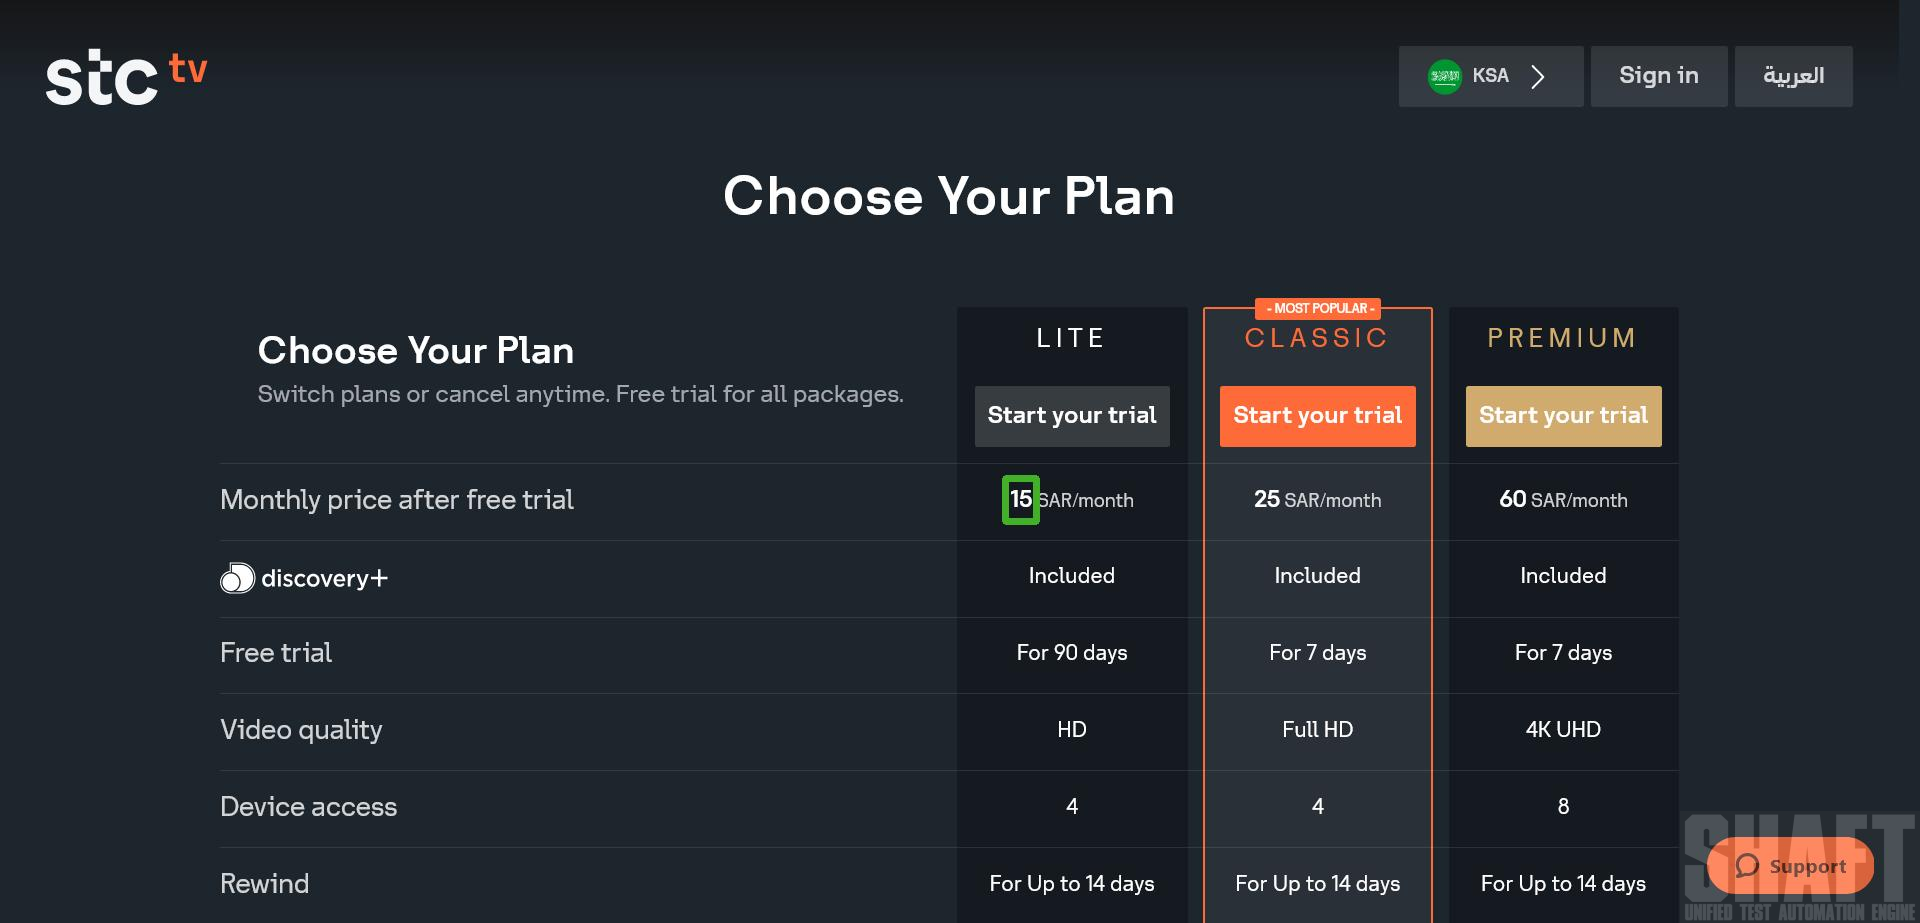 stc tv
KSA
Sign in
العربية
Choose Your Plan
- MOST POPULAR -
Choose Your Plan
LITE
CLASSIC
PREMIUM
Switch plans or cancel anytime. Free trial for all packages.
Start your trial
Start your trial
Start your trial
Monthly price after free trial
15 SAR/month
25 SAR/month
60 SAR/month
discovery+
Included
Included
Included
Free trial
For 90 days
For 7 days
For 7 days
Video quality
HD
Full HD
4K UHD
Device access
4
4
8
Rewind
For Up to 14 days
For Up to 14 days
For Up to 14 days
SHAFT
Support
UNIFIED TEST AUTOMATION ENGINE